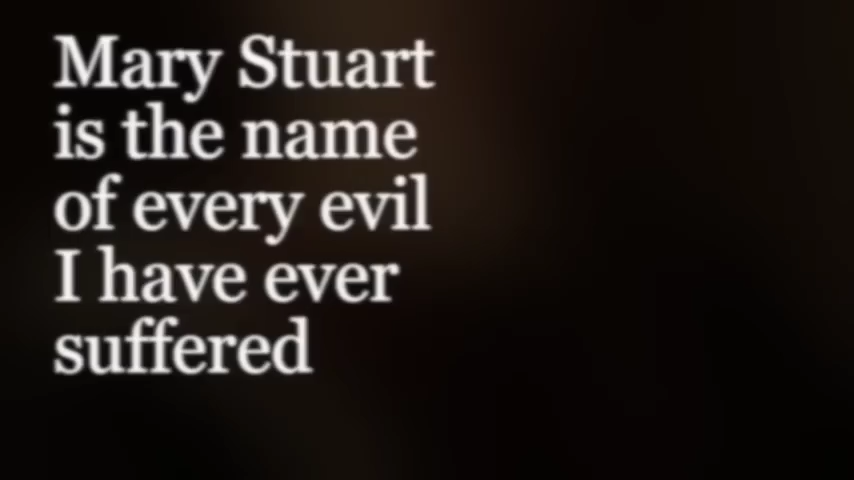 Mary Stuart
is the name
of every evil
I have ever
suffered